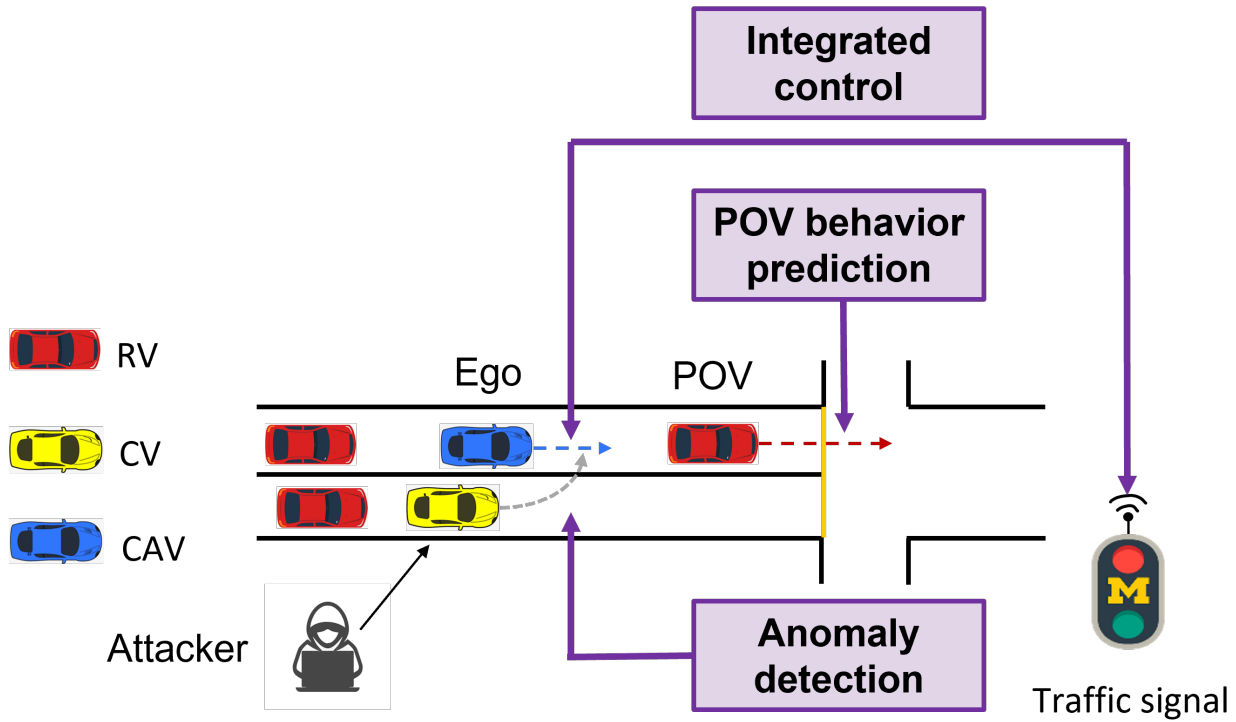 Integrated
control
POV behavior
prediction
RV
Ego
POV
CV
CAV
M
Attacker
Anomaly
detection
Traffic signal